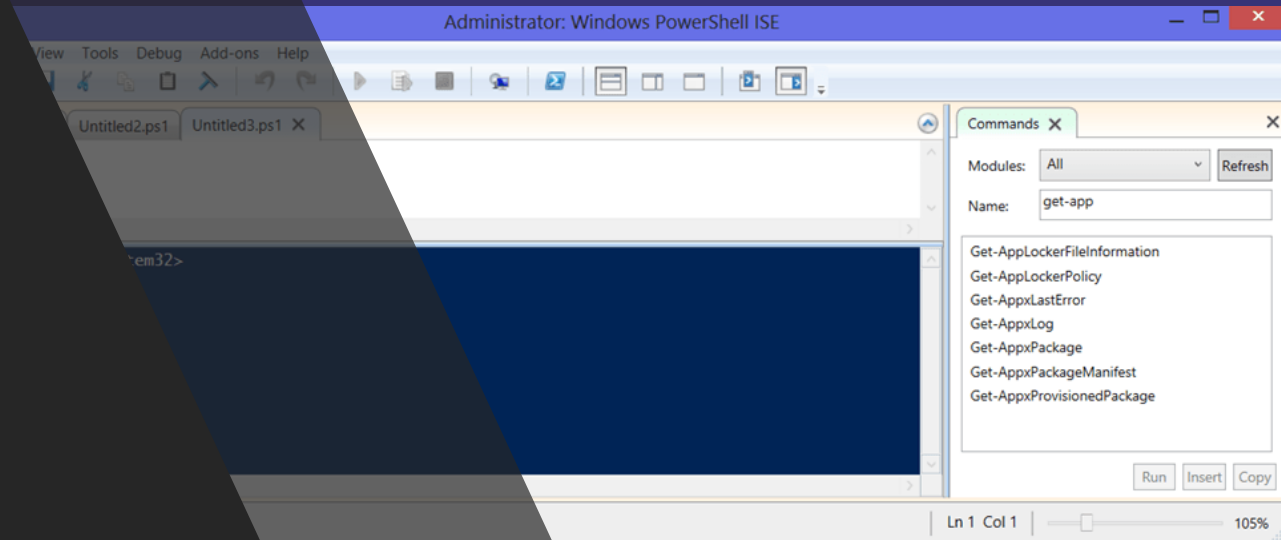 Administrator: Windows PowerShell ISE
View Tools Debug Add-ons Help
Untitled2.ps1 Untitled3.ps1
tem32>
Commands
Modules: All Refresh
Name: get-app
Get-AppLockerFileInformation
Get-AppLockerPolicy
Get-AppxLastError
Get-AppxLog
Get-AppxPackage
Get-AppxPackageManifest
Get-AppxProvisionedPackage
Run Insert Copy
Ln 1 Col 1 105%